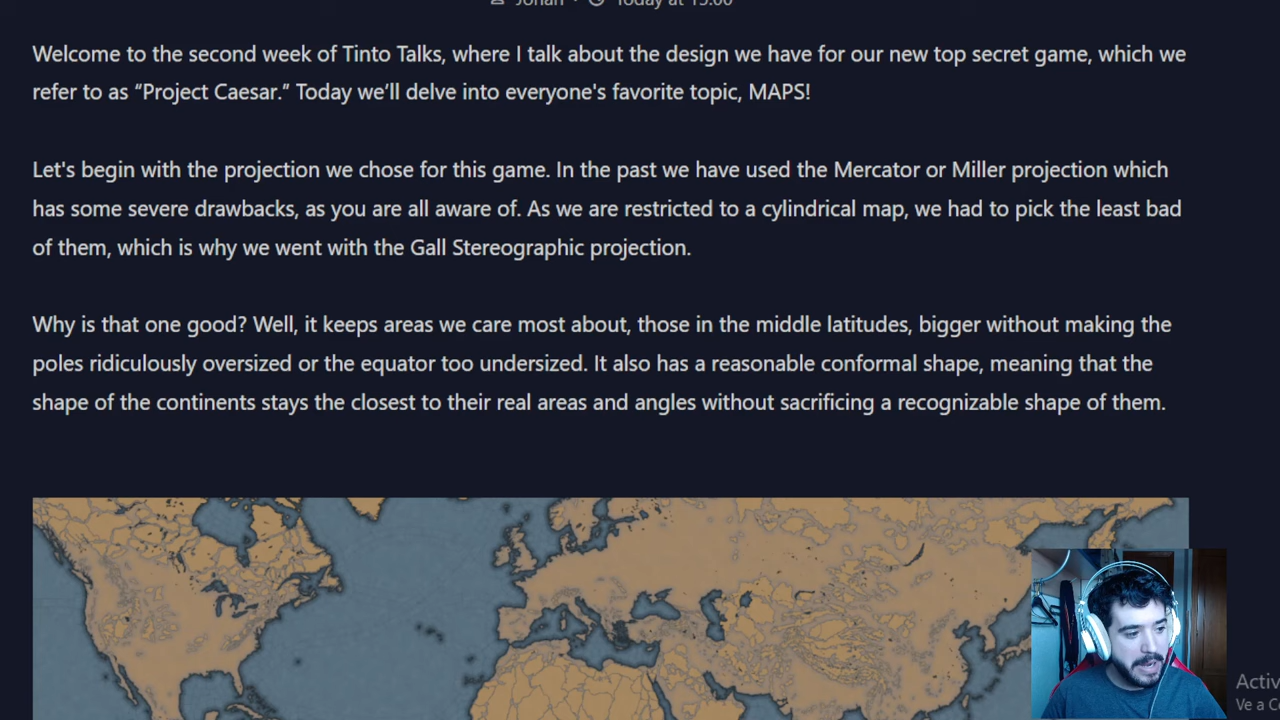 Johan · Today at 15:00
Welcome to the second week of Tinto Talks, where I talk about the design we have for our new top secret game, which we
refer to as “Project Caesar.” Today we’ll delve into everyone's favorite topic, MAPS!
Let's begin with the projection we chose for this game. In the past we have used the Mercator or Miller projection which
has some severe drawbacks, as you are all aware of. As we are restricted to a cylindrical map, we had to pick the least bad
of them, which is why we went with the Gall Stereographic projection.
Why is that one good? Well, it keeps areas we care most about, those in the middle latitudes, bigger without making the
poles ridiculously oversized or the equator too undersized. It also has a reasonable conformal shape, meaning that the
shape of the continents stays the closest to their real areas and angles without sacrificing a recognizable shape of them.
Activ
Ve a Co